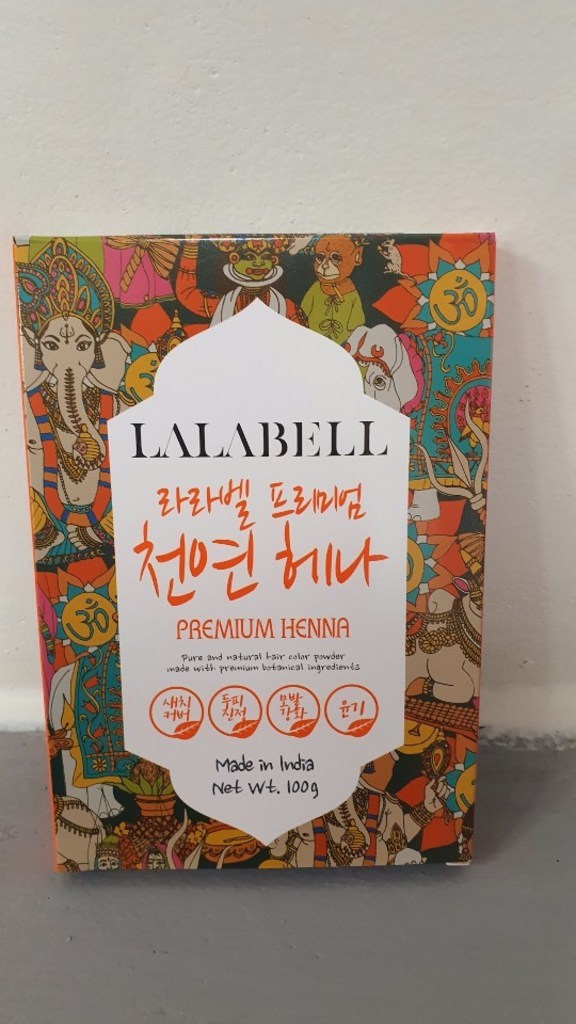 LALABELL
라라벨 프리미엄
천연 헤나
PREMIUM HENNA
Pure and natural hair color powder
made with premium botanical ingredients
새치
커버
두피
진정
모발
강화
윤기
Made in India
Net Wt. 100g
ॐ
ॐ